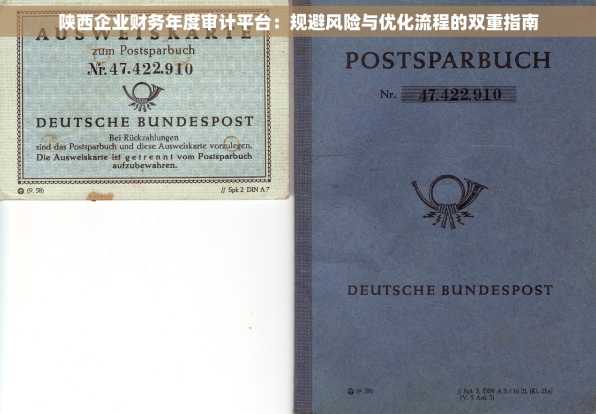 陕西企业财务年度审计平台：规避风险与优化流程的双重指南
AUSWEISKARTE
zum Postsparbuch
Nr. 47.422.910
DEUTSCHE BUNDESPOST
Bei Rückzahlungen
sind das Postsparbuch und diese Ausweiskarte vorzulegen.
Die Ausweiskarte ist getrennt vom Postsparbuch
aufzubewahren.
(9. 58)
// Spk 2 DIN A 7
POSTSPARBUCH
Nr. 47.422.910
DEUTSCHE BUNDESPOST